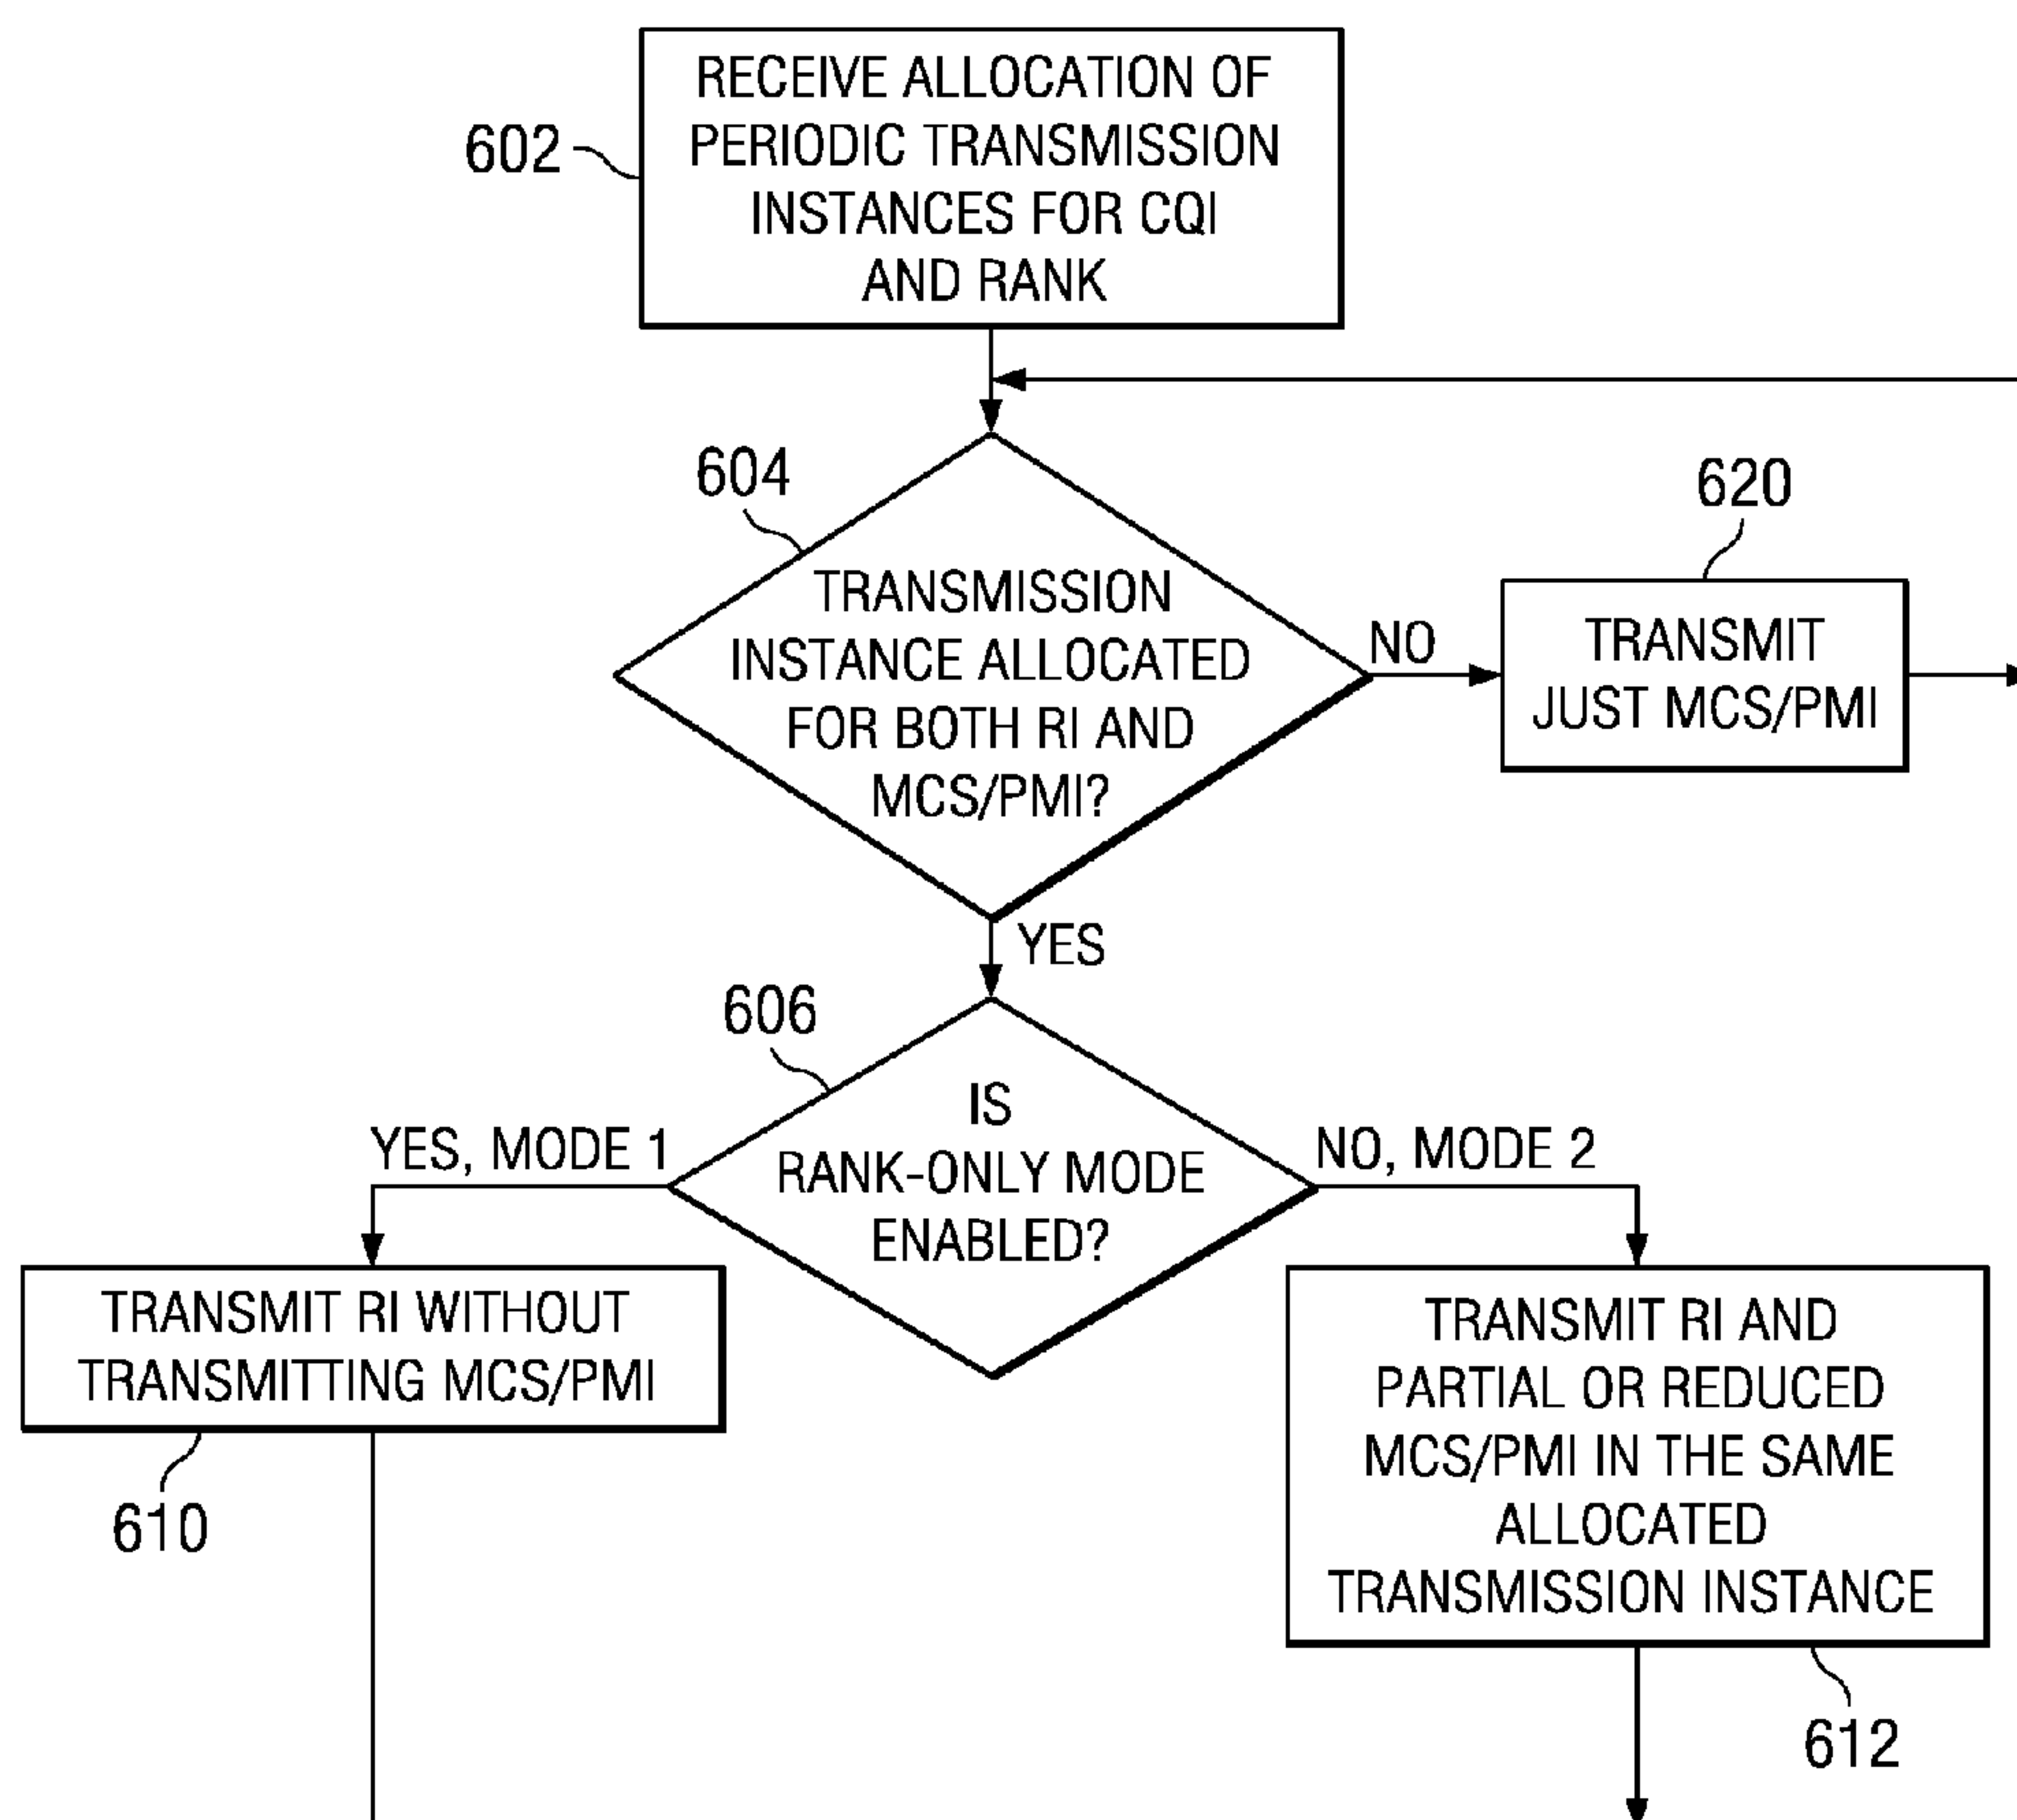 RECEIVE ALLOCATION OF
PERIODIC TRANSMISSION
INSTANCES FOR CQI
AND RANK
602
604
TRANSMISSION
INSTANCE ALLOCATED
FOR BOTH RI AND
MCS/PMI?
NO
620
TRANSMIT
JUST MCS/PMI
YES
606
IS
RANK-ONLY MODE
ENABLED?
YES, MODE 1
NO, MODE 2
TRANSMIT RI WITHOUT
TRANSMITTING MCS/PMI
610
TRANSMIT RI AND
PARTIAL OR REDUCED
MCS/PMI IN THE SAME
ALLOCATED
TRANSMISSION INSTANCE
612